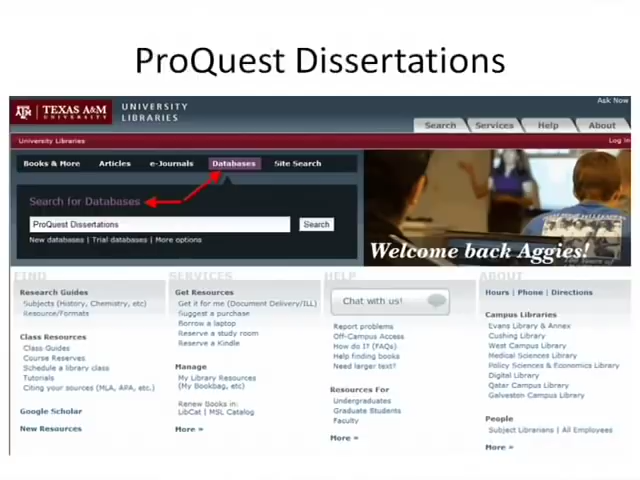 ProQuest Dissertations
TEXAS A&M UNIVERSITY
UNIVERSITY LIBRARIES
Ask Now
Search Services Help About
University Libraries
Log In
Books & More Articles e-Journals Databases Site Search
Search for Databases
ProQuest Dissertations
Search
New databases | Trial databases | More options
Welcome back Aggies!
FIND
Research Guides
Subjects (History, Chemistry, etc)
Resource/Formats
Class Resources
Class Guides
Course Reserves
Schedule a library class
Tutorials
Citing your sources (MLA, APA, etc.)
Google Scholar
New Resources
SERVICES
Get Resources
Get it for me (Document Delivery/ILL)
Suggest a purchase
Borrow a laptop
Reserve a study room
Reserve a Kindle
Manage
My Library Resources
(My Bookbag, etc)
Renew Books in:
LibCat | MSL Catalog
More »
HELP
Chat with us!
Report problems
Off-Campus Access
How do I? (FAQs)
Help finding books
Need larger text?
Resources For
Undergraduates
Graduate Students
Faculty
More »
ABOUT
Hours | Phone | Directions
Campus Libraries
Evans Library & Annex
Cushing Library
West Campus Library
Medical Sciences Library
Policy Sciences & Economics Library
Digital Library
Qatar Campus Library
Galveston Campus Library
People
Subject Librarians | All Employees
More »